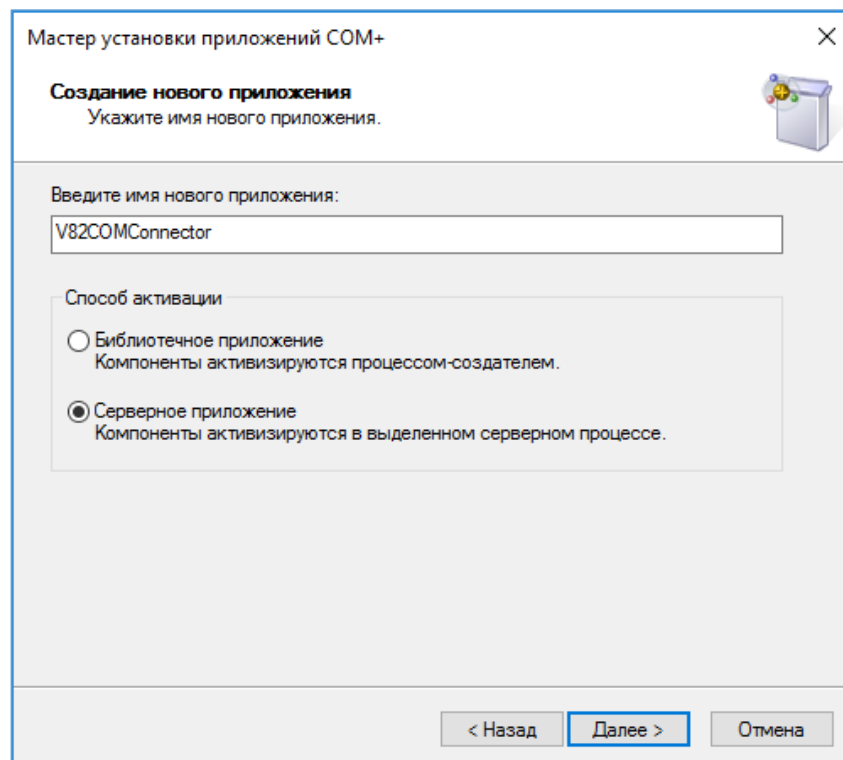 Мастер установки приложений COM+
Создание нового приложения
Укажите имя нового приложения.
Введите имя нового приложения:
V82COMConnector
Способ активации
Библиотечное приложение
Компоненты активизируются процессом-создателем.
Серверное приложение
Компоненты активизируются в выделенном серверном процессе.
< Назад
Далее >
Отмена